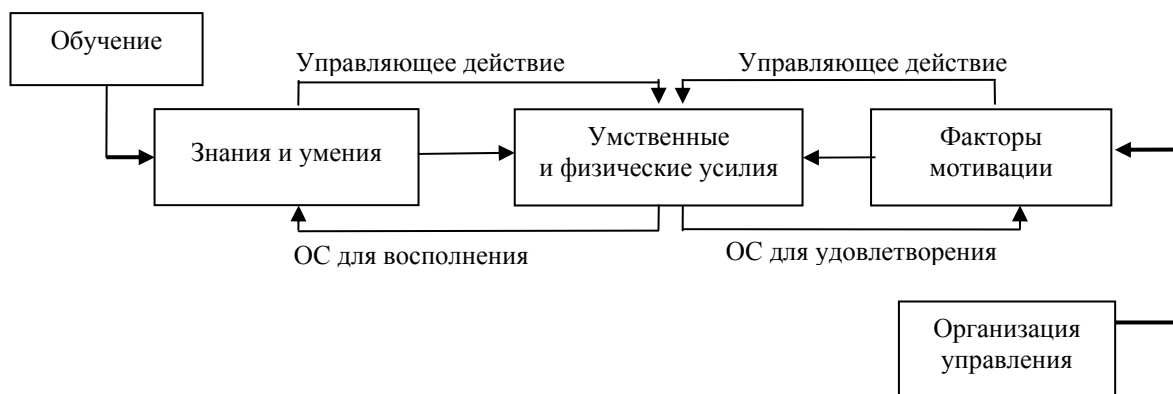 Обучение
Управляющее действие
Управляющее действие
Знания и умения
Умственные
и физические усилия
Факторы
мотивации
ОС для восполнения
ОС для удовлетворения
Организация
управления